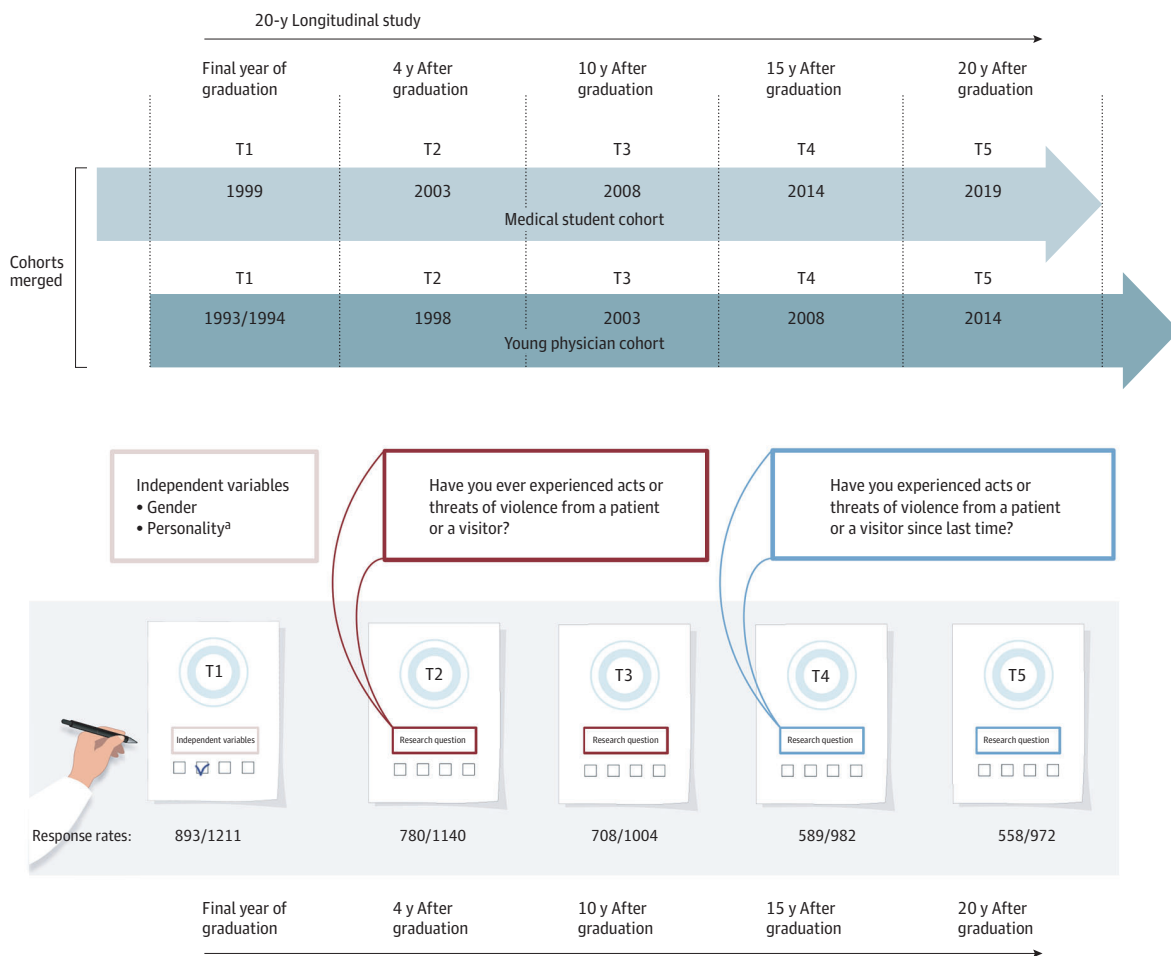 20-y Longitudinal study
Final year of
graduation
4 y After
graduation
10 y After
graduation
15 y After
graduation
20 y After
graduation
T1
T2
T3
T4
T5
1999
2003
2008
2014
2019
Medical student cohort
Cohorts
merged
T1
T2
T3
T4
T5
1993/1994
1998
2003
2008
2014
Young physician cohort
Independent variables
• Gender
• Personalityᵃ
Have you ever experienced acts or
threats of violence from a patient
or a visitor?
Have you experienced acts or
threats of violence from a patient
or a visitor since last time?
T1
Independent variables
T2
Research question
T3
Research question
T4
Research question
T5
Research question
Response rates:
893/1211
780/1140
708/1004
589/982
558/972
Final year of
graduation
4 y After
graduation
10 y After
graduation
15 y After
graduation
20 y After
graduation